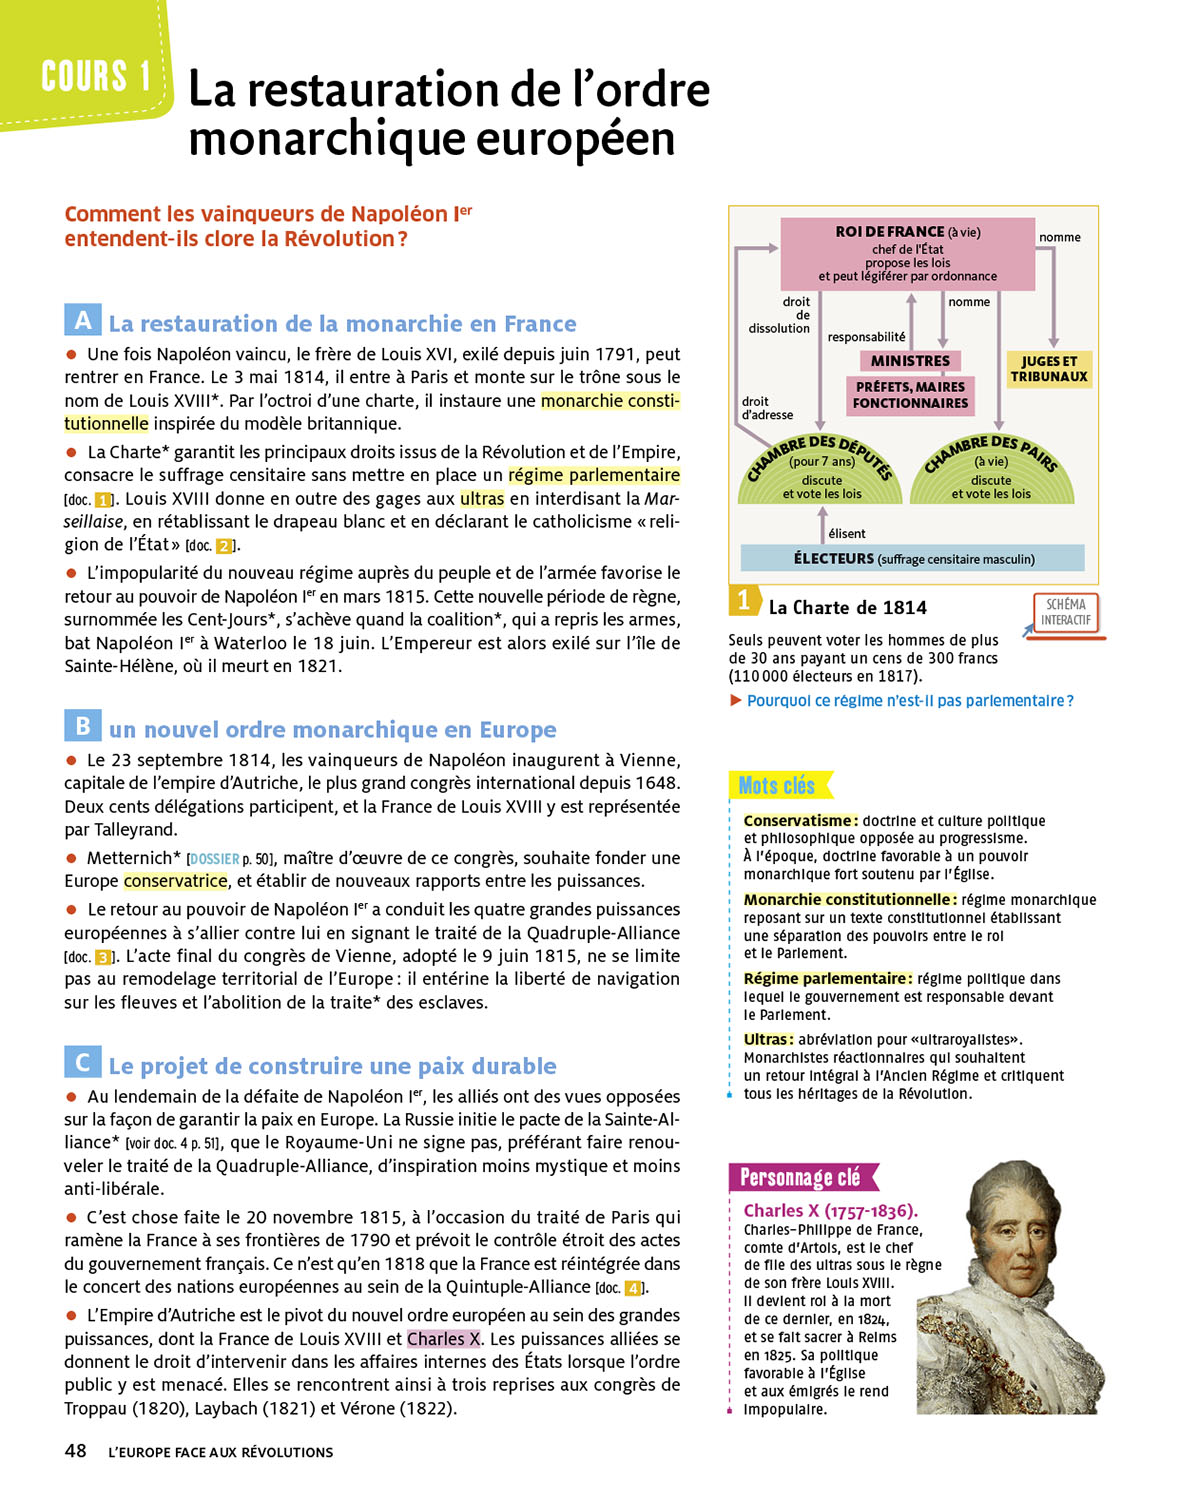 COURS 1
La restauration de l’ordre
monarchique européen
Comment les vainqueurs de Napoléon Ier
entendent-ils clore la Révolution ?
A La restauration de la monarchie en France
• Une fois Napoléon vaincu, le frère de Louis XVI, exilé depuis juin 1791, peut
rentrer en France. Le 3 mai 1814, il entre à Paris et monte sur le trône sous le
nom de Louis XVIII*. Par l’octroi d’une charte, il instaure une monarchie consti-
tutionnelle inspirée du modèle britannique.
• La Charte* garantit les principaux droits issus de la Révolution et de l’Empire,
consacre le suffrage censitaire sans mettre en place un régime parlementaire
[doc. 1]. Louis XVIII donne en outre des gages aux ultras en interdisant la Mar-
seillaise, en rétablissant le drapeau blanc et en déclarant le catholicisme « reli-
gion de l’État » [doc. 2].
• L’impopularité du nouveau régime auprès du peuple et de l’armée favorise le
retour au pouvoir de Napoléon Ier en mars 1815. Cette nouvelle période de règne,
surnommée les Cent-Jours*, s’achève quand la coalition*, qui a repris les armes,
bat Napoléon Ier à Waterloo le 18 juin. L’Empereur est alors exilé sur l’île de
Sainte-Hélène, où il meurt en 1821.
B un nouvel ordre monarchique en Europe
• Le 23 septembre 1814, les vainqueurs de Napoléon inaugurent à Vienne,
capitale de l’empire d’Autriche, le plus grand congrès international depuis 1648.
Deux cents délégations participent, et la France de Louis XVIII y est représentée
par Talleyrand.
• Metternich* [DOSSIER p. 50], maître d’œuvre de ce congrès, souhaite fonder une
Europe conservatrice, et établir de nouveaux rapports entre les puissances.
• Le retour au pouvoir de Napoléon Ier a conduit les quatre grandes puissances
européennes à s’allier contre lui en signant le traité de la Quadruple-Alliance
[doc. 3]. L’acte final du congrès de Vienne, adopté le 9 juin 1815, ne se limite
pas au remodelage territorial de l’Europe : il entérine la liberté de navigation
sur les fleuves et l’abolition de la traite* des esclaves.
C Le projet de construire une paix durable
• Au lendemain de la défaite de Napoléon Ier, les alliés ont des vues opposées
sur la façon de garantir la paix en Europe. La Russie initie le pacte de la Sainte-Al-
liance* [voir doc. 4 p. 51], que le Royaume-Uni ne signe pas, préférant faire renou-
veler le traité de la Quadruple-Alliance, d’inspiration moins mystique et moins
anti-libérale.
• C’est chose faite le 20 novembre 1815, à l’occasion du traité de Paris qui
ramène la France à ses frontières de 1790 et prévoit le contrôle étroit des actes
du gouvernement français. Ce n’est qu’en 1818 que la France est réintégrée dans
le concert des nations européennes au sein de la Quintuple-Alliance [doc. 4].
• L’Empire d’Autriche est le pivot du nouvel ordre européen au sein des grandes
puissances, dont la France de Louis XVIII et Charles X. Les puissances alliées se
donnent le droit d’intervenir dans les affaires internes des États lorsque l’ordre
public y est menacé. Elles se rencontrent ainsi à trois reprises aux congrès de
Troppau (1820), Laybach (1821) et Vérone (1822).
ROI DE FRANCE (à vie)
chef de l'État
propose les lois
et peut légiférer par ordonnance
nomme
droit
de
dissolution
nomme
responsabilité
MINISTRES
PRÉFETS, MAIRES
FONCTIONNAIRES
JUGES ET
TRIBUNAUX
droit
d’adresse
CHAMBRE DES DÉPUTÉS
(pour 7 ans)
discute
et vote les lois
CHAMBRE DES PAIRS
(à vie)
discute
et vote les lois
élisent
ÉLECTEURS (suffrage censitaire masculin)
1 La Charte de 1814
SCHÉMA
INTERACTIF
Seuls peuvent voter les hommes de plus
de 30 ans payant un cens de 300 francs
(110 000 électeurs en 1817).
▶ Pourquoi ce régime n’est-il pas parlementaire ?
Mots clés
Conservatisme : doctrine et culture politique
et philosophique opposée au progressisme.
À l’époque, doctrine favorable à un pouvoir
monarchique fort soutenu par l’Église.
Monarchie constitutionnelle : régime monarchique
reposant sur un texte constitutionnel établissant
une séparation des pouvoirs entre le roi
et le Parlement.
Régime parlementaire : régime politique dans
lequel le gouvernement est responsable devant
le Parlement.
Ultras : abréviation pour «ultraroyalistes».
Monarchistes réactionnaires qui souhaitent
un retour intégral à l’Ancien Régime et critiquent
tous les héritages de la Révolution.
Personnage clé
Charles X (1757-1836).
Charles-Philippe de France,
comte d’Artois, est le chef
de file des ultras sous le règne
de son frère Louis XVIII.
Il devient roi à la mort
de ce dernier, en 1824,
et se fait sacrer à Reims
en 1825. Sa politique
favorable à l’Église
et aux émigrés le rend
impopulaire.
48 L’EUROPE FACE AUX RÉVOLUTIONS